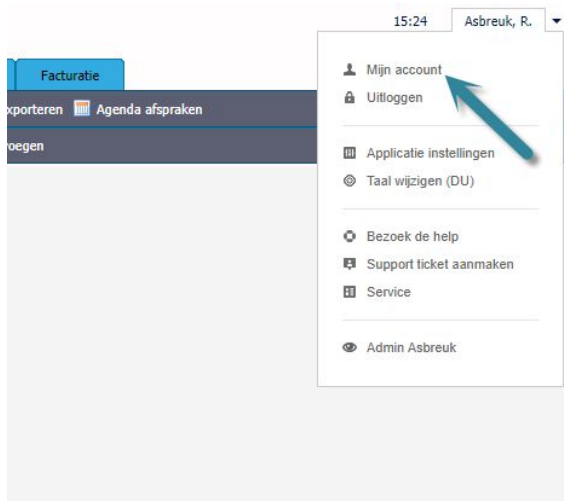 15:24 Asbreuk, R.
Facturatie
xporteren Agenda afspraken
roegen
Mijn account
Uitloggen
Applicatie instellingen
Taal wijzigen (DU)
Bezoek de help
Support ticket aanmaken
Service
Admin Asbreuk